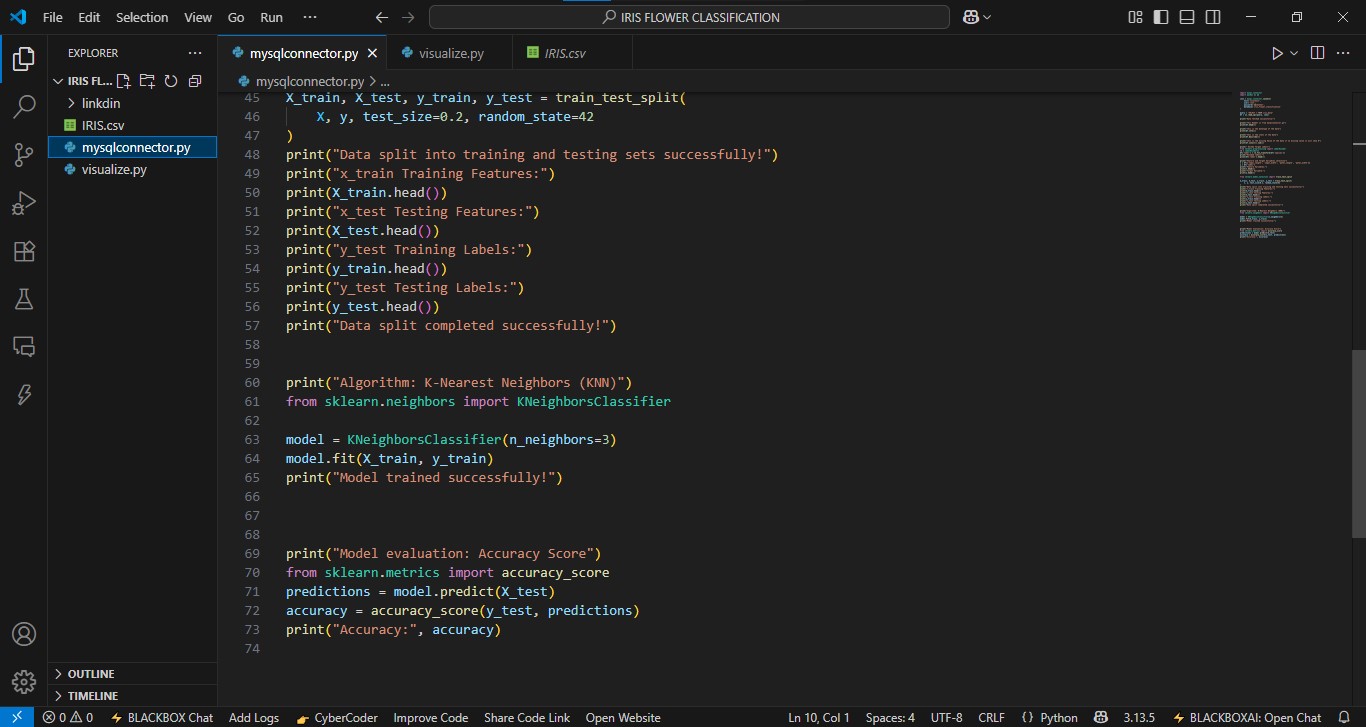 File Edit Selection View Go Run ··· IRIS FLOWER CLASSIFICATION
EXPLORER ···
IRIS FL...
linkdin
IRIS.csv
mysqlconnector.py
visualize.py
OUTLINE
TIMELINE
mysqlconnector.py visualize.py IRIS.csv
mysqlconnector.py > ...
45 X_train, X_test, y_train, y_test = train_test_split(
46     X, y, test_size=0.2, random_state=42
47 )
48 print("Data split into training and testing sets successfully!")
49 print("x_train Training Features:")
50 print(X_train.head())
51 print("x_test Testing Features:")
52 print(X_test.head())
53 print("y_test Training Labels:")
54 print(y_train.head())
55 print("y_test Testing Labels:")
56 print(y_test.head())
57 print("Data split completed successfully!")
58
59
60 print("Algorithm: K-Nearest Neighbors (KNN)")
61 from sklearn.neighbors import KNeighborsClassifier
62
63 model = KNeighborsClassifier(n_neighbors=3)
64 model.fit(X_train, y_train)
65 print("Model trained successfully!")
66
67
68
69 print("Model evaluation: Accuracy Score")
70 from sklearn.metrics import accuracy_score
71 predictions = model.predict(X_test)
72 accuracy = accuracy_score(y_test, predictions)
73 print("Accuracy:", accuracy)
74
0 0 BLACKBOX Chat Add Logs CyberCoder Improve Code Share Code Link Open Website Ln 10, Col 1 Spaces: 4 UTF-8 CRLF {} Python 3.13.5 BLACKBOXAI: Open Chat